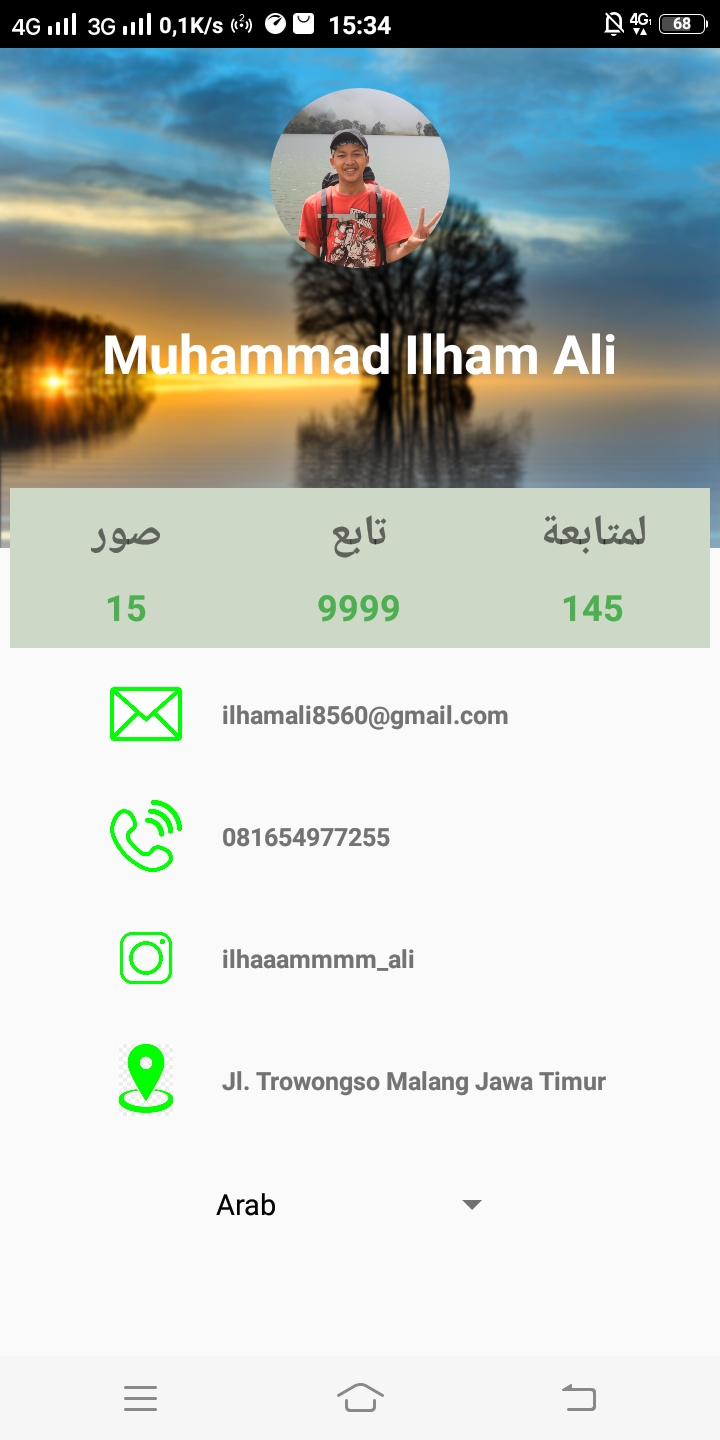 4G 3G 0,1K/s 2 15:34 4G 68
Muhammad Ilham Ali
صور تابع لمتابعة
15 9999 145
ilhamali8560@gmail.com
081654977255
ilhaaammmm_ali
Jl. Trowongso Malang Jawa Timur
Arab